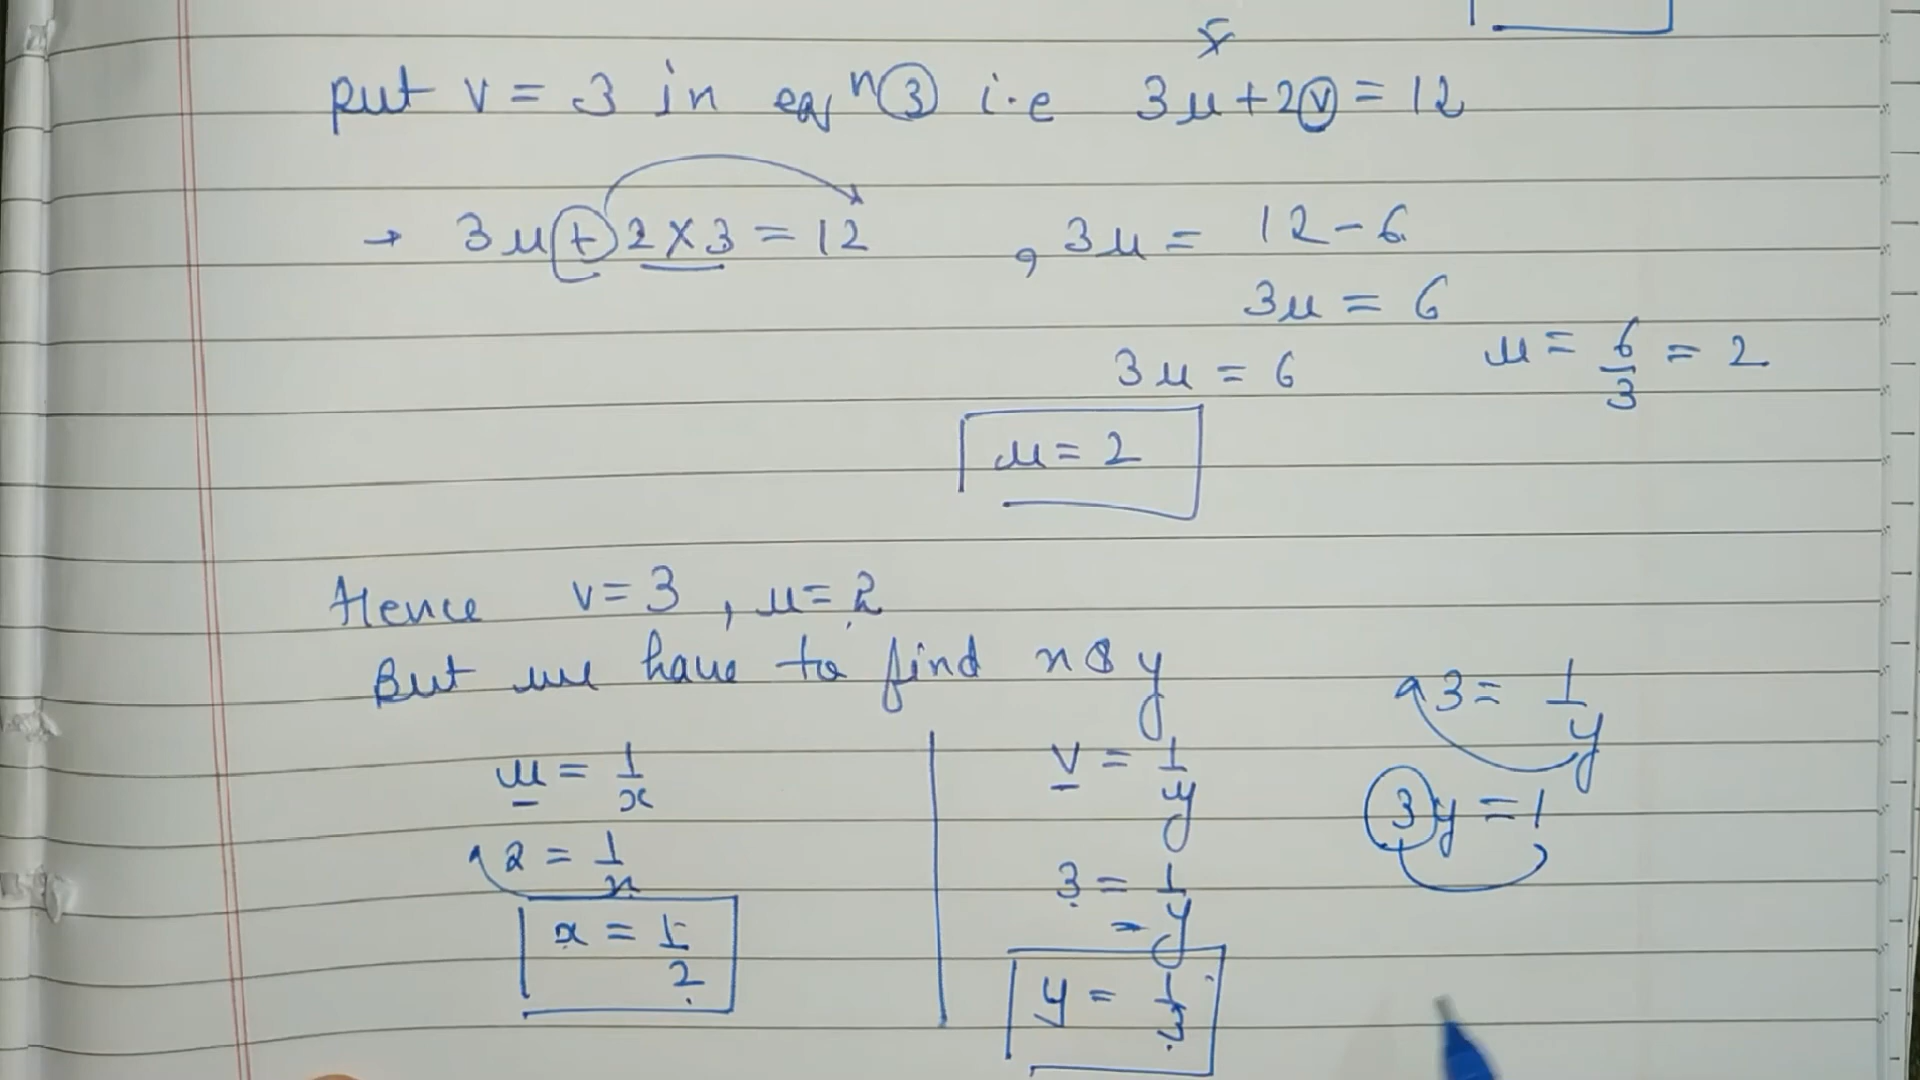 put v = 3 in eqn (3) i.e 3u + 2v = 12
→ 3u + 2 × 3 = 12 , 3u = 12 - 6
3u = 6
3u = 6 u = 6/3 = 2
u = 2
Hence v = 3 , u = 2
But we have to find x & y
u = 1/x v = 1/y 3 = 1/y
2 = 1/x 3 = 1/y 3y = 1
x = 1/2 y = 1/3